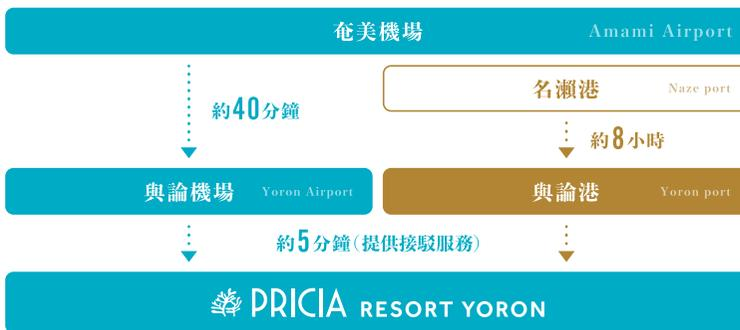 奄美機場 Amami Airport
名瀨港 Naze port
約40分鐘
約8小時
與論機場 Yoron Airport
與論港 Yoron port
約5分鐘（提供接駁服務）
PRICIA RESORT YORON